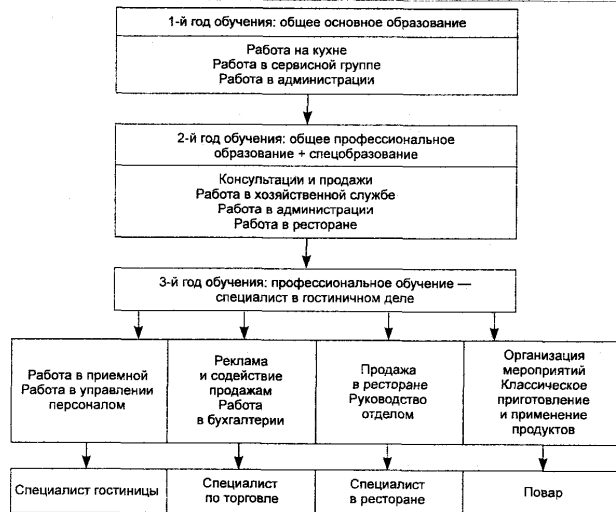 1-й год обучения: общее основное образование
Работа на кухне
Работа в сервисной группе
Работа в администрации
2-й год обучения: общее профессиональное
образование + спецобразование
Консультации и продажи
Работа в хозяйственной службе
Работа в администрации
Работа в ресторане
3-й год обучения: профессиональное обучение —
специалист в гостиничном деле
Работа в приемной
Работа в управлении
персоналом
Реклама
и содействие
продажам
Работа
в бухгалтерии
Продажа
в ресторане
Руководство
отделом
Организация
мероприятий
Классическое
приготовление
и применение
продуктов
Специалист гостиницы
Специалист
по торговле
Специалист
в ресторане
Повар